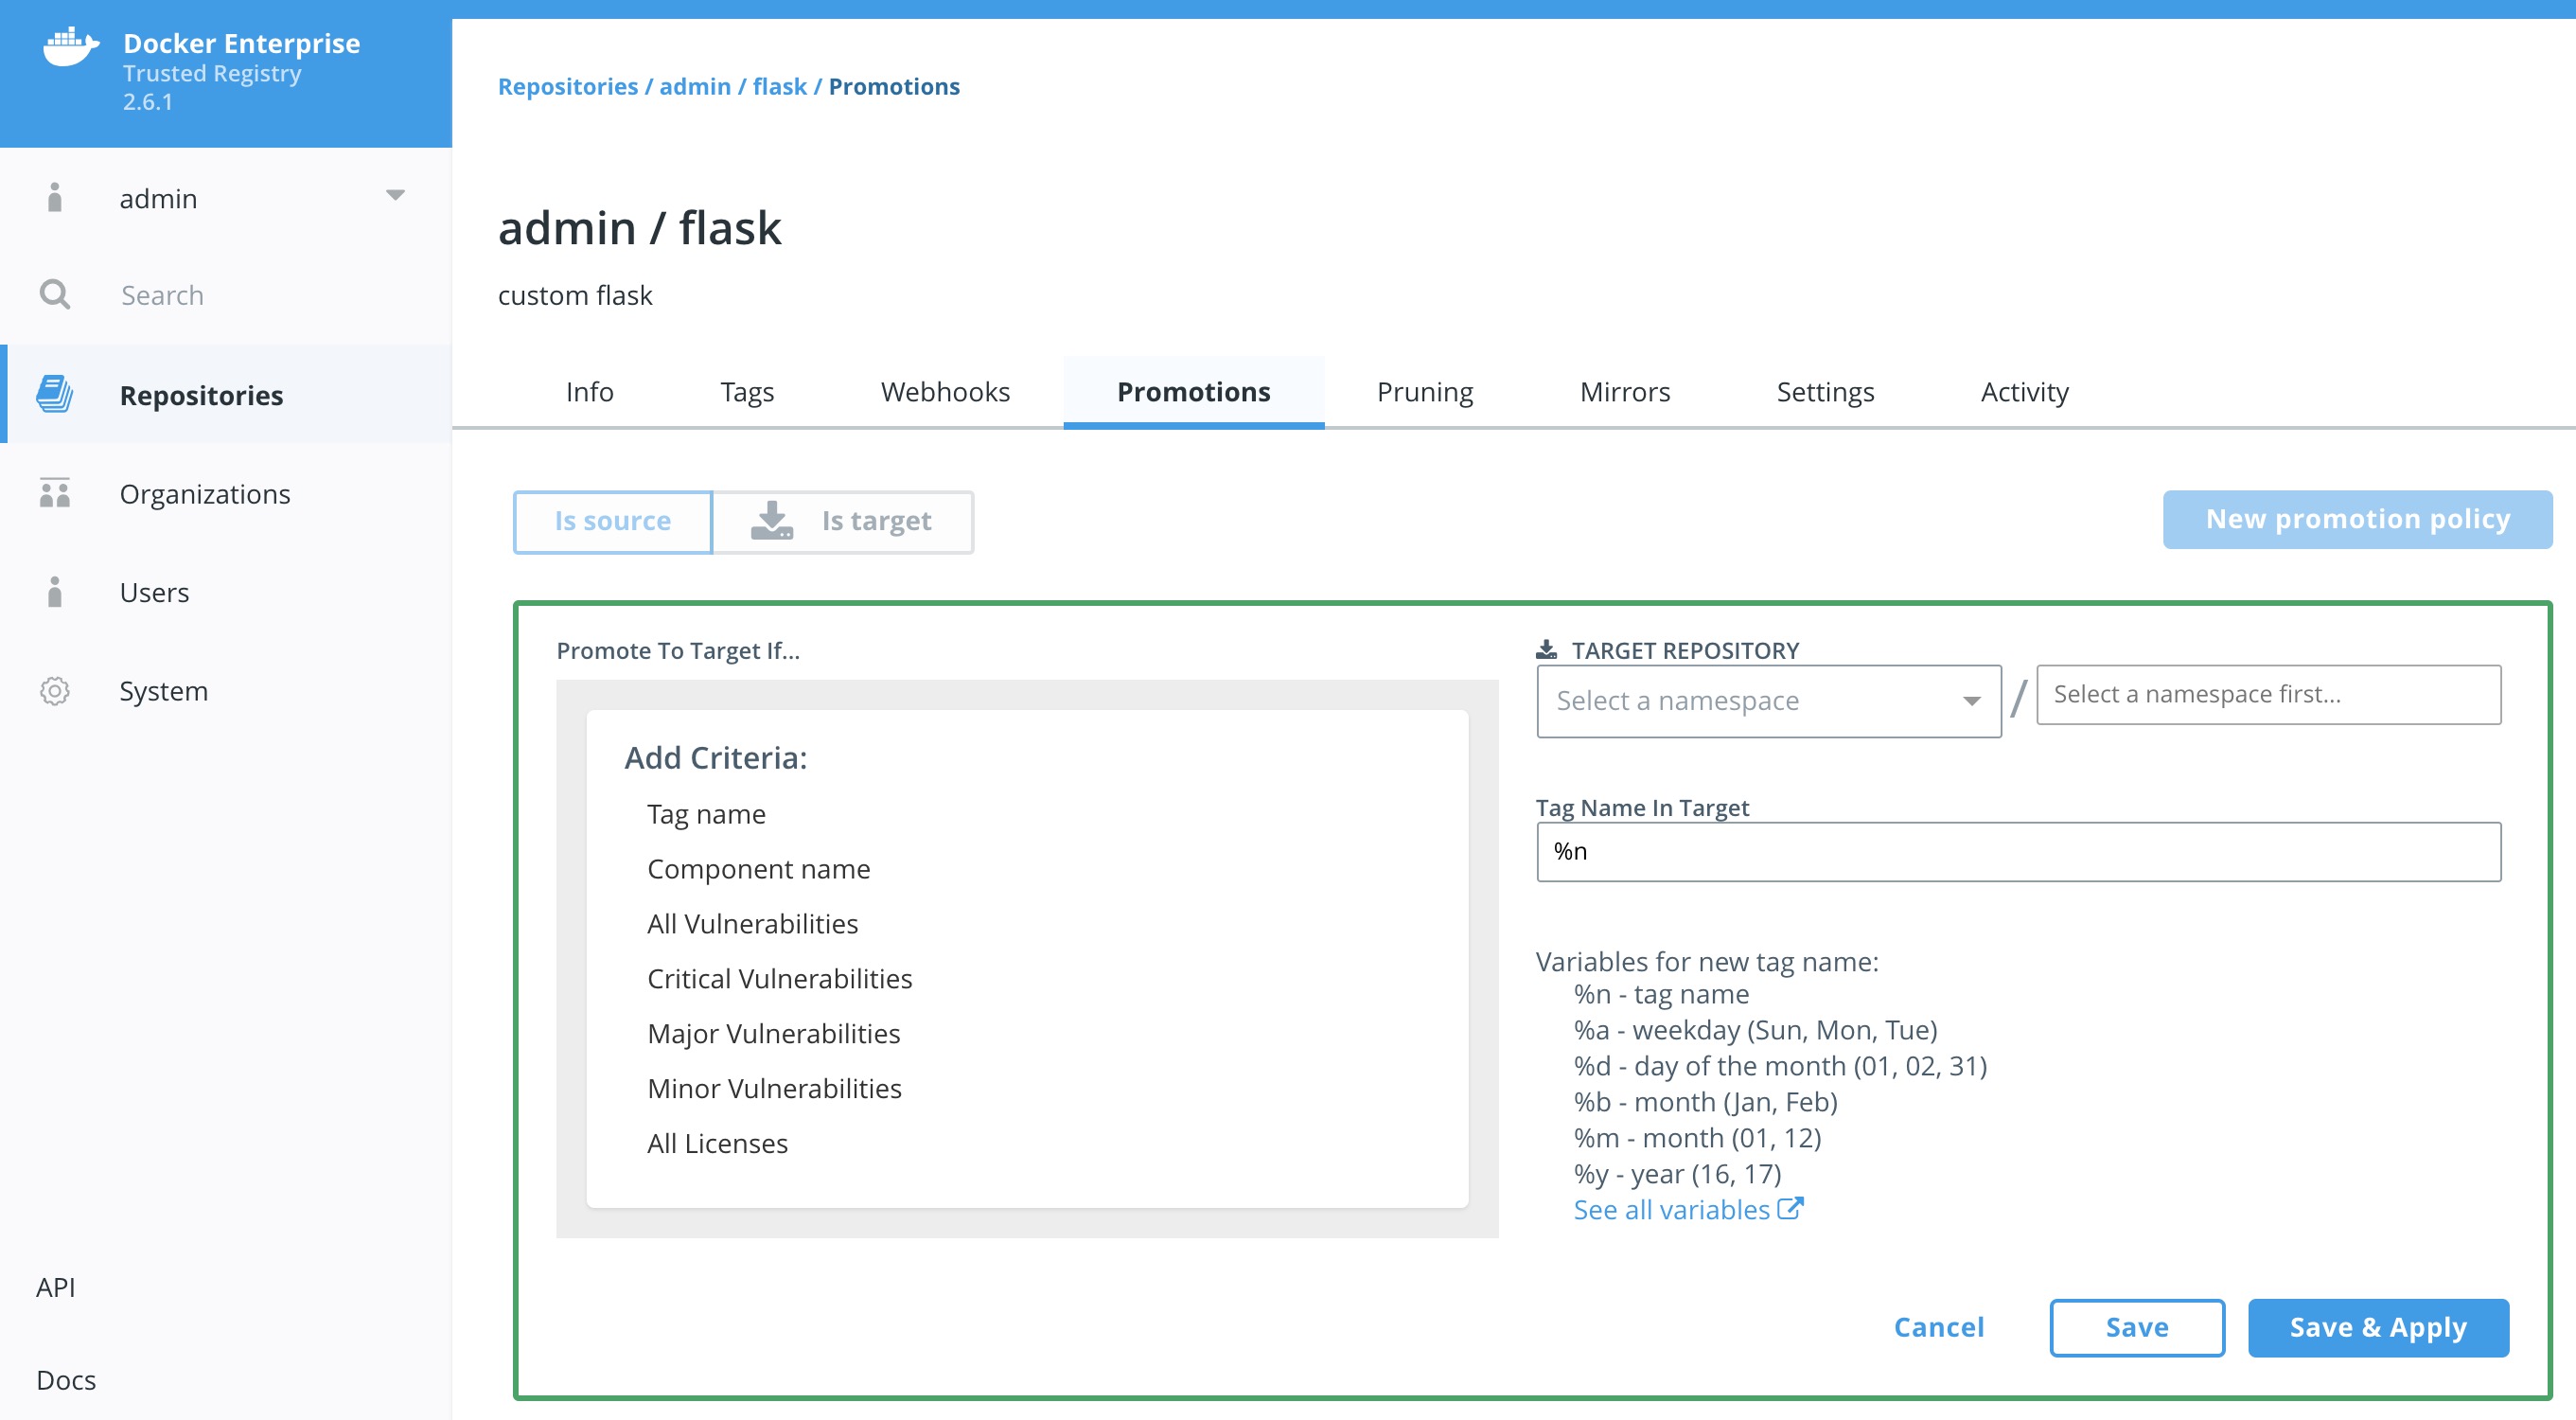 Docker Enterprise
Trusted Registry
2.6.1
admin
Search
Repositories
Organizations
Users
System
API
Docs
Repositories / admin / flask / Promotions
admin / flask
custom flask
Info Tags Webhooks Promotions Pruning Mirrors Settings Activity
Is source Is target New promotion policy
Promote To Target If...
Add Criteria:
Tag name
Component name
All Vulnerabilities
Critical Vulnerabilities
Major Vulnerabilities
Minor Vulnerabilities
All Licenses
TARGET REPOSITORY
Select a namespace / Select a namespace first...
Tag Name In Target
%n
Variables for new tag name:
%n - tag name
%a - weekday (Sun, Mon, Tue)
%d - day of the month (01, 02, 31)
%b - month (Jan, Feb)
%m - month (01, 12)
%y - year (16, 17)
See all variables
Cancel Save Save & Apply